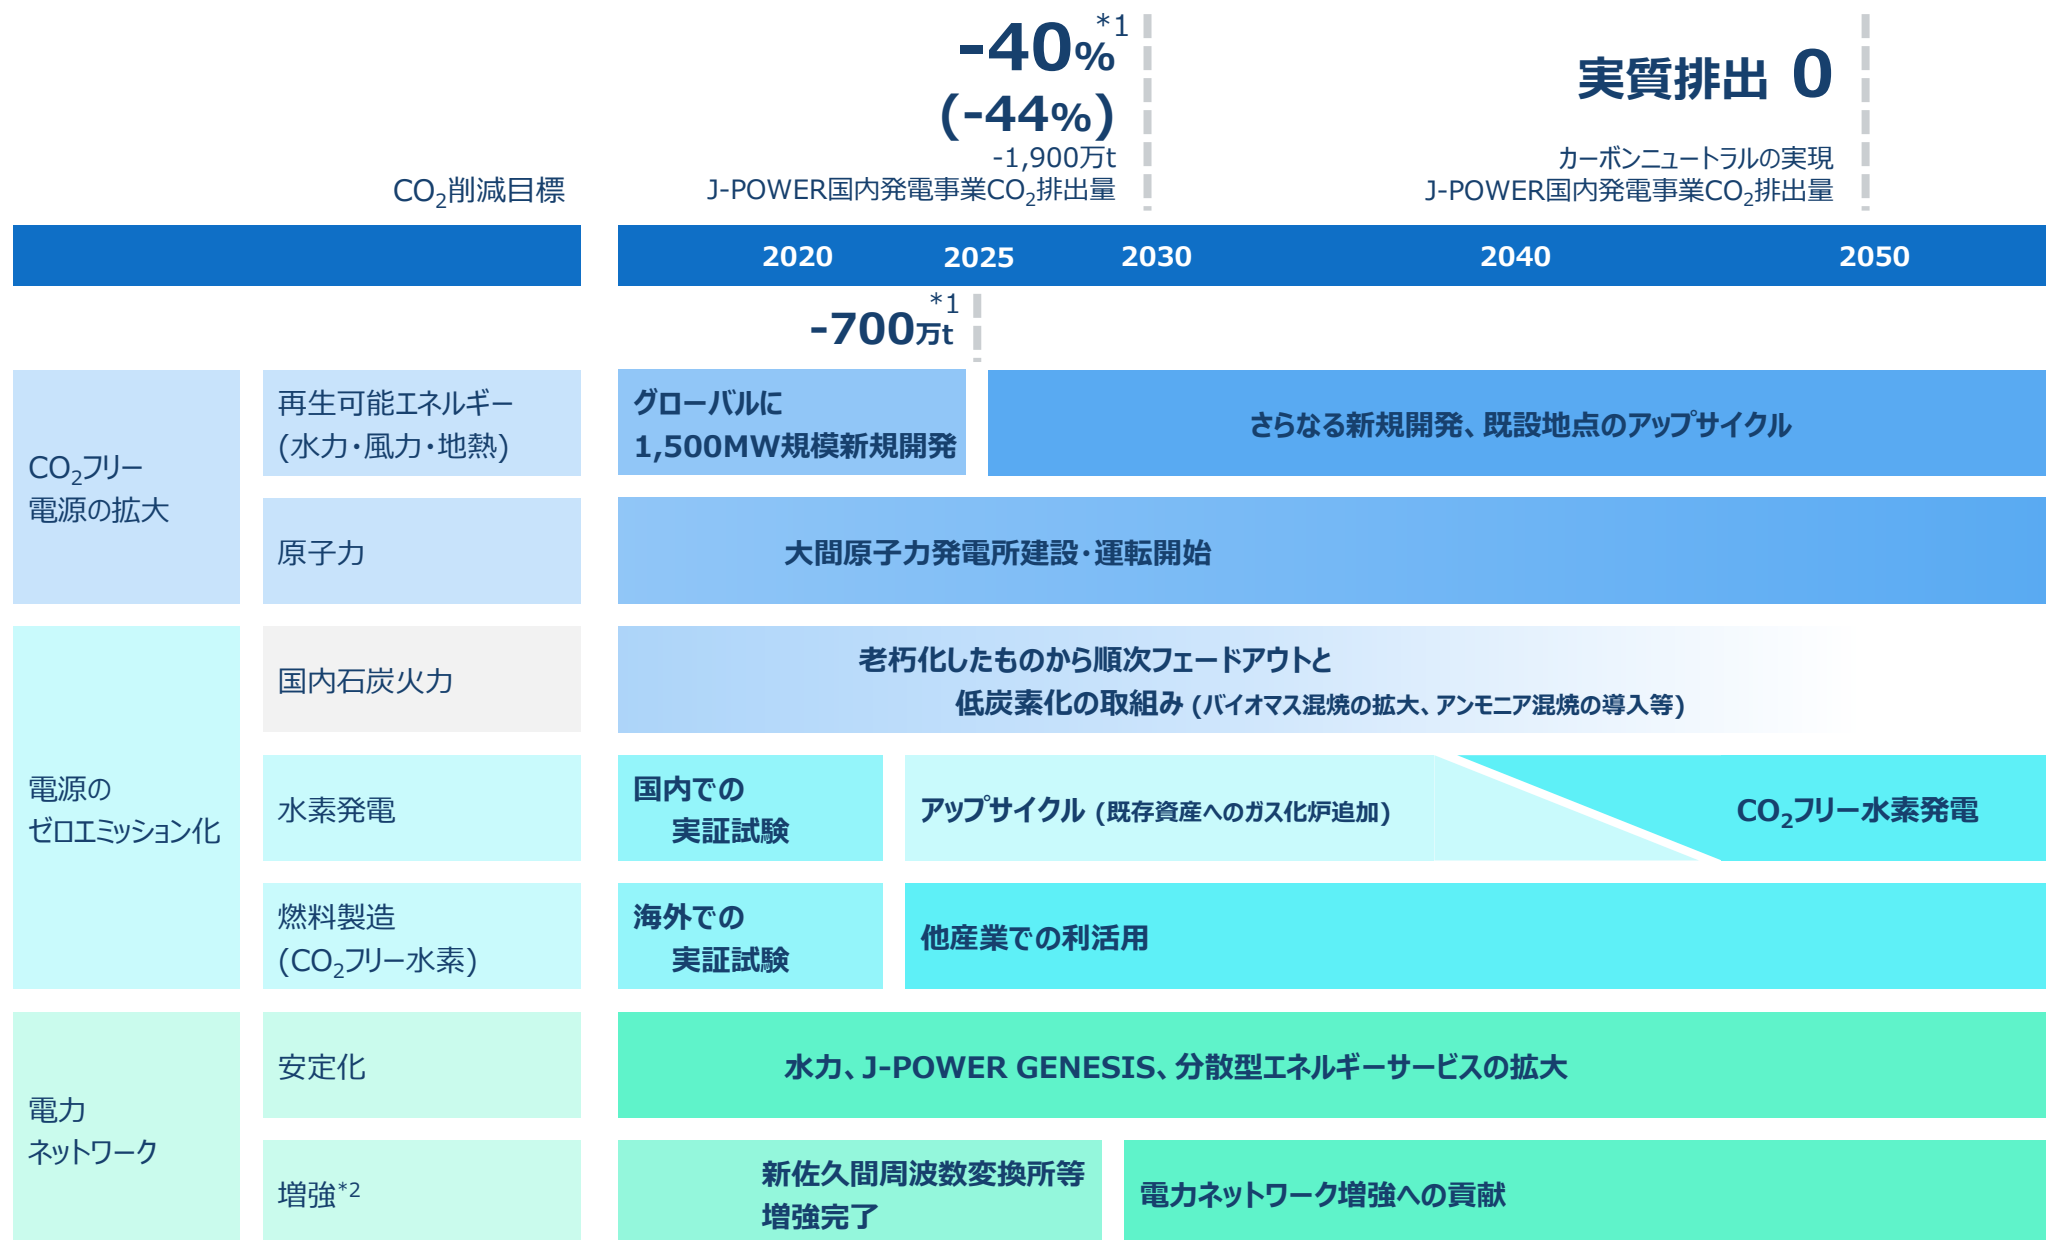 -40%*1
(-44%)
-1,900万t
J-POWER国内発電事業CO2排出量
実質排出 0
カーボンニュートラルの実現
J-POWER国内発電事業CO2排出量
CO2削減目標
2020 2025 2030 2040 2050
-700万t*1
CO2フリー
電源の拡大
再生可能エネルギー
(水力・風力・地熱)
グローバルに
1,500MW規模新規開発
さらなる新規開発、既設地点のアップサイクル
原子力
大間原子力発電所建設・運転開始
電源の
ゼロエミッション化
国内石炭火力
老朽化したものから順次フェードアウトと
低炭素化の取組み (バイオマス混焼の拡大、アンモニア混焼の導入等)
水素発電
国内での
実証試験
アップサイクル (既存資産へのガス化炉追加)
CO2フリー水素発電
燃料製造
(CO2フリー水素)
海外での
実証試験
他産業での利活用
電力
ネットワーク
安定化
水力、J-POWER GENESIS、分散型エネルギーサービスの拡大
増強*2
新佐久間周波数変換所等
増強完了
電力ネットワーク増強への貢献